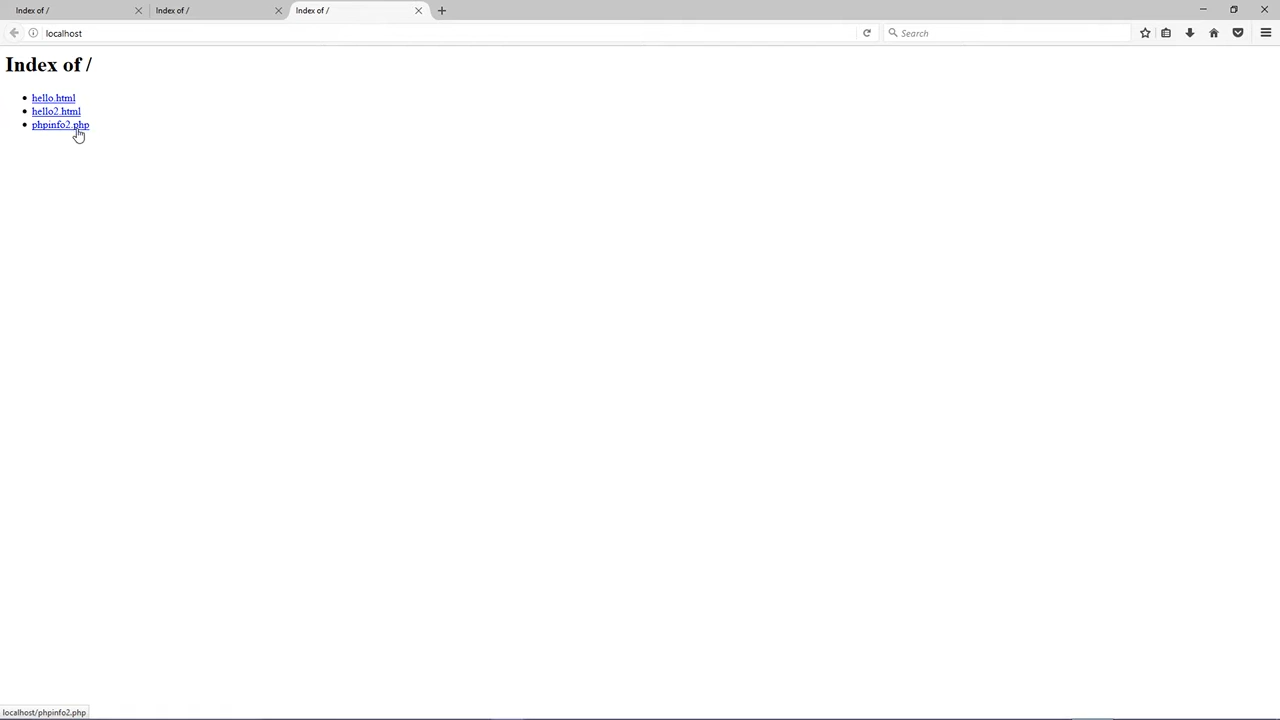 Index of / Index of / Index of /
localhost Search
Index of /
hello.html
hello2.html
phpinfo2.php
localhost/phpinfo2.php